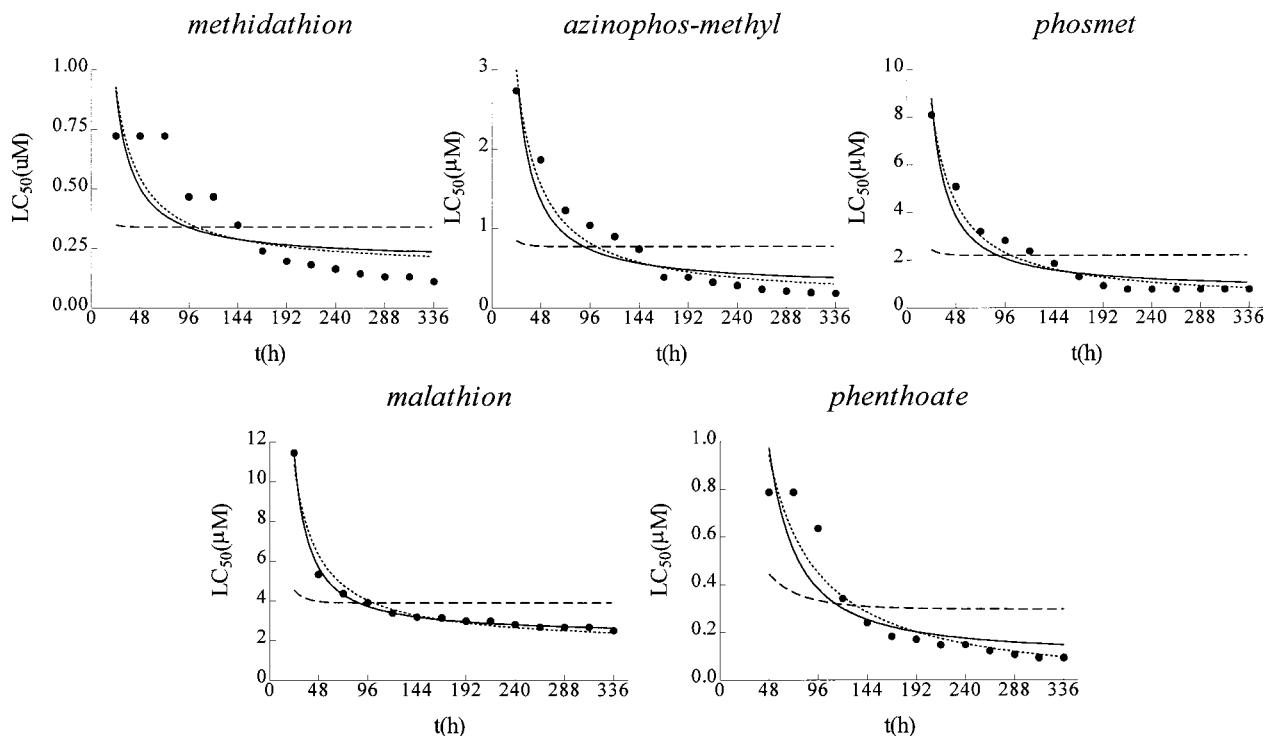 methidathion
azinophos-methyl
phosmet
LC50(uM)
1.00
0.75
0.50
0.25
0.00
0 48 96 144 192 240 288 336
t(h)
LC50(μM)
3
2
1
0
0 48 96 144 192 240 288 336
t(h)
LC50(μM)
10
8
6
4
2
0
0 48 96 144 192 240 288 336
t(h)
malathion
phenthoate
LC50(μM)
12
10
8
6
4
2
0
0 48 96 144 192 240 288 336
t(h)
LC50(μM)
1.0
0.8
0.6
0.4
0.2
0.0
0 48 96 144 192 240 288 336
t(h)